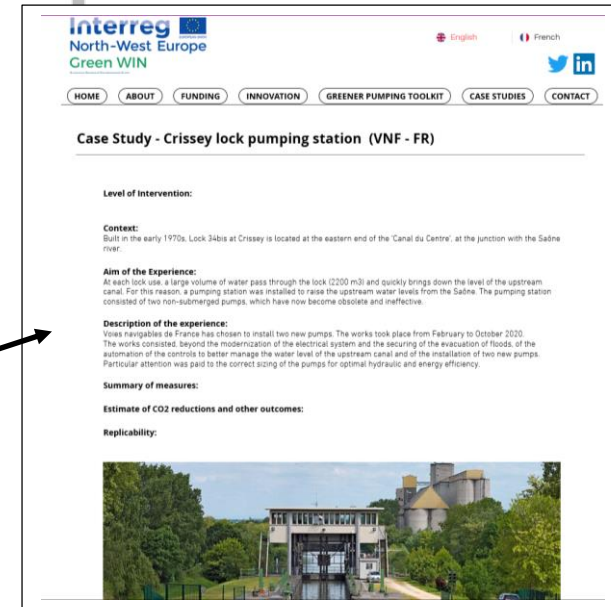 Interreg
North-West Europe
Green WIN
English
French
HOME
ABOUT
FUNDING
INNOVATION
GREENER PUMPING TOOLKIT
CASE STUDIES
CONTACT
Case Study - Crissey lock pumping station (VNF - FR)
Level of Intervention:
Context:
Built in the early 1970s, Lock 34bis at Crissey is located at the eastern end of the 'Canal du Centre', at the junction with the Saône
river.
Aim of the Experience:
At each lock use, a large volume of water pass through the lock (2200 m3) and quickly brings down the level of the upstream
canal. For this reason, a pumping station was installed to raise the upstream water levels from the Saône. The pumping station
consisted of two non-submerged pumps, which have now become obsolete and ineffective.
Description of the experience:
Voies navigables de France has chosen to install two new pumps. The works took place from February to October 2020.
The works consisted, beyond the modernization of the electrical system and the securing of the evacuation of floods, of the
automation of the controls to better manage the water level of the upstream canal and of the installation of two new pumps.
Particular attention was paid to the correct sizing of the pumps for optimal hydraulic and energy efficiency.
Summary of measures:
Estimate of CO2 reductions and other outcomes:
Replicability: